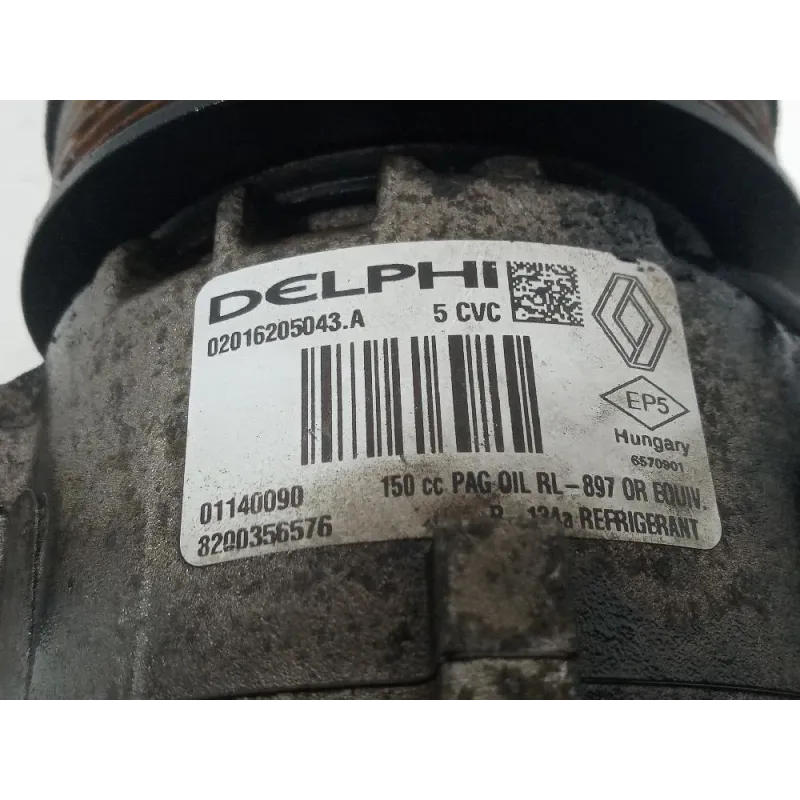 DELPHI
02016205043.A 5 CVC
EP5
Hungary
6570901
01140090 150 cc PAG OIL RL-897 OR EQUIV.
8200356576 R-134a REFRIGERANT